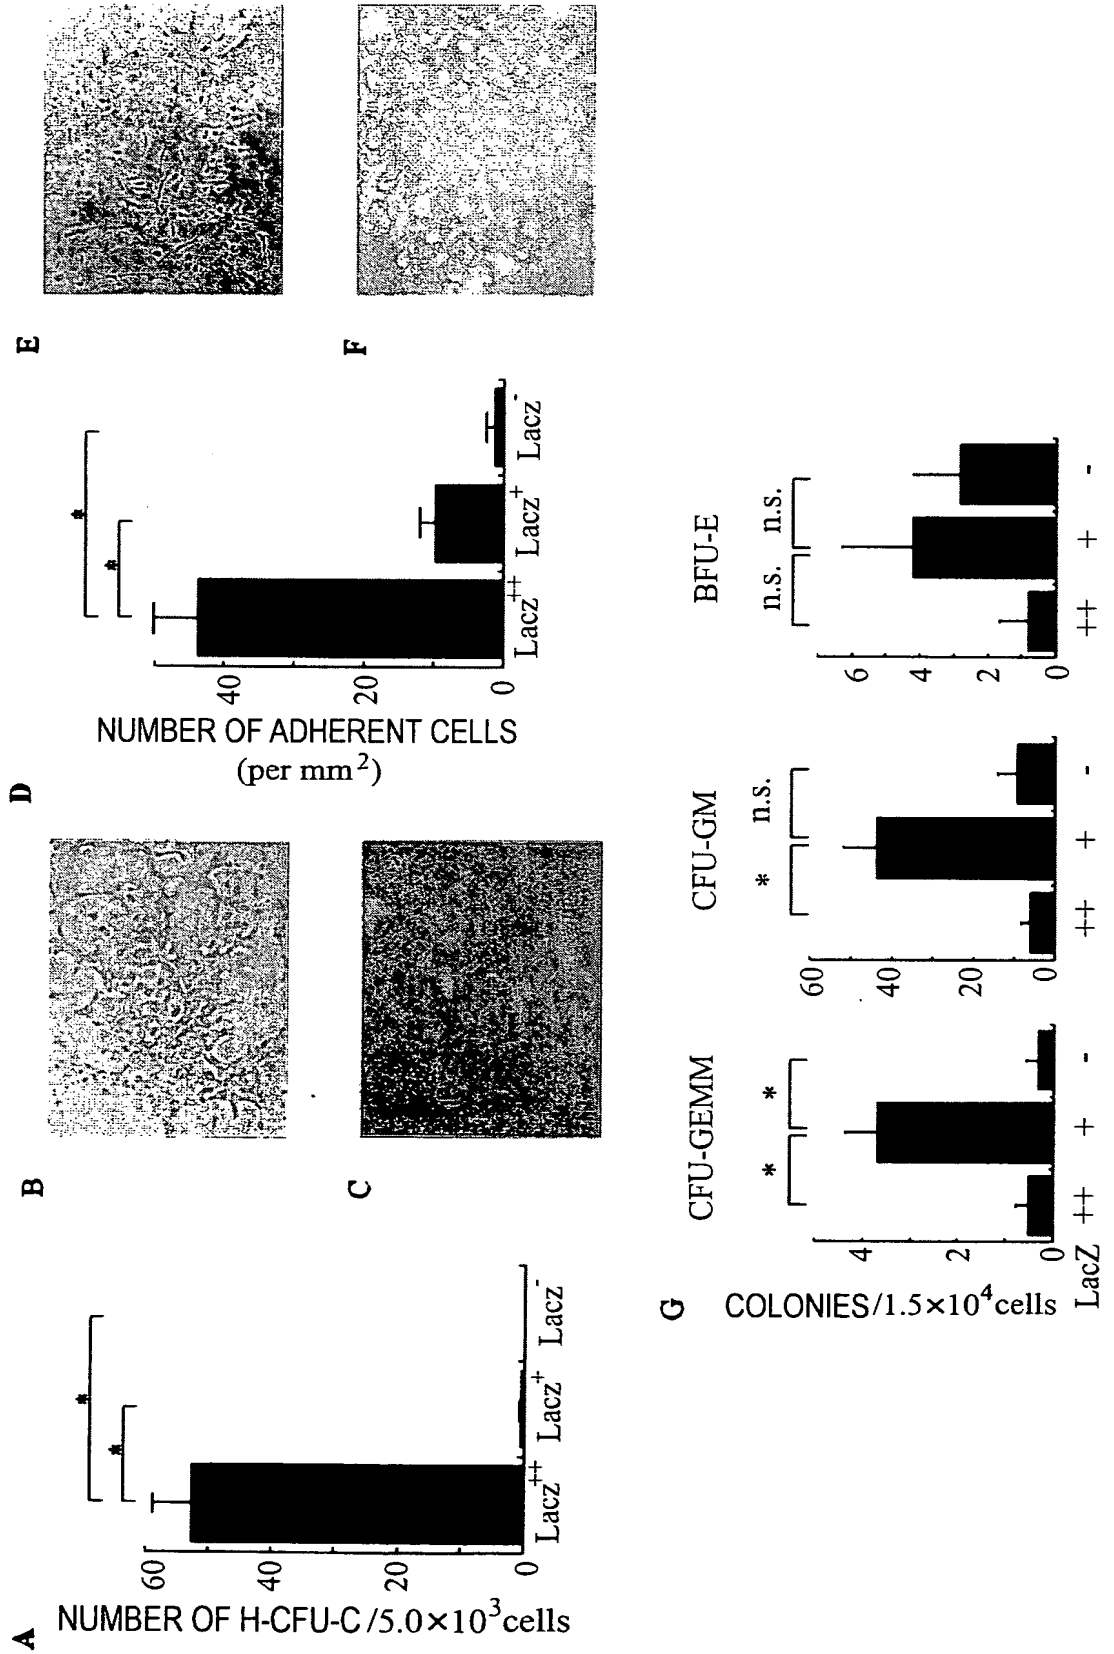 A
NUMBER OF H-CFU-C /5.0×10³cells
60
40
20
0
*
*
Lacz++
Lacz+
Lacz-
B
C
D
NUMBER OF ADHERENT CELLS
(per mm²)
40
20
0
*
*
Lacz++
Lacz+
Lacz-
E
F
G
COLONIES/1.5×10⁴cells
CFU-GEMM
*
*
4
2
0
LacZ ++ + -
CFU-GM
*
n.s.
60
40
20
0
++ + -
BFU-E
n.s.
n.s.
6
4
2
0
++ + -